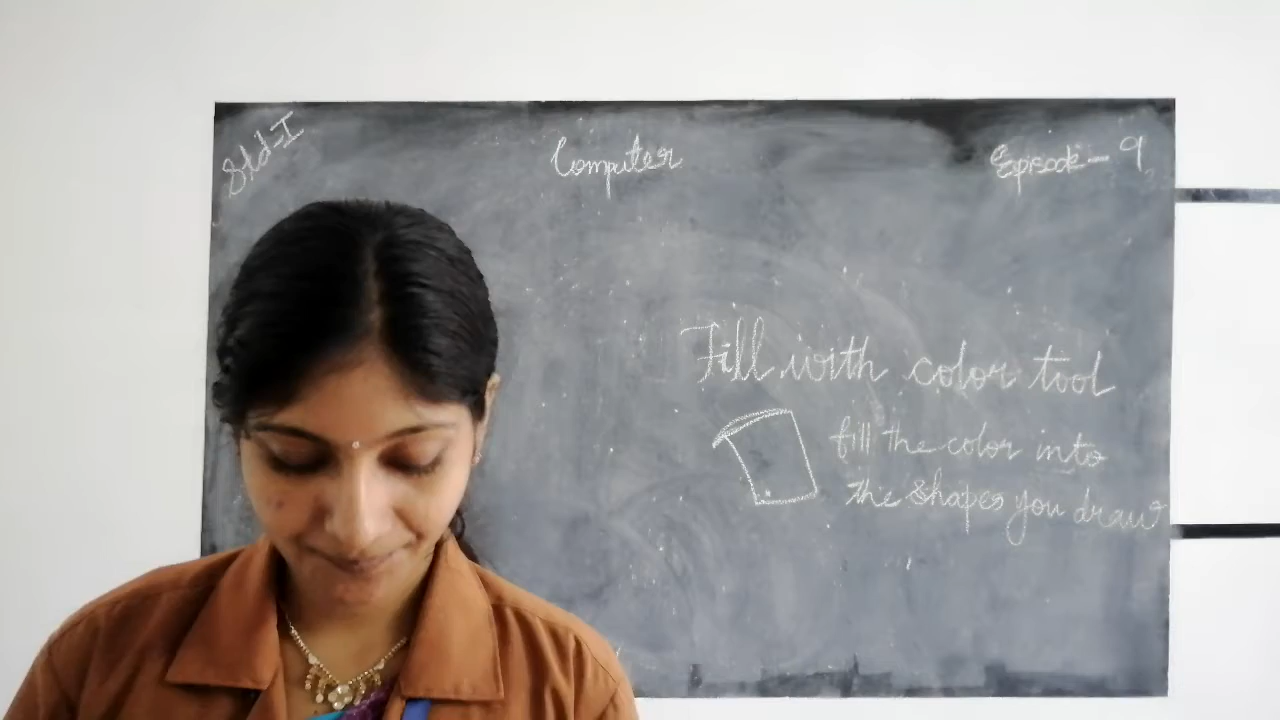 Std-I
Computer
Episode-9
Fill with color tool
fill the color into
the shapes you draw